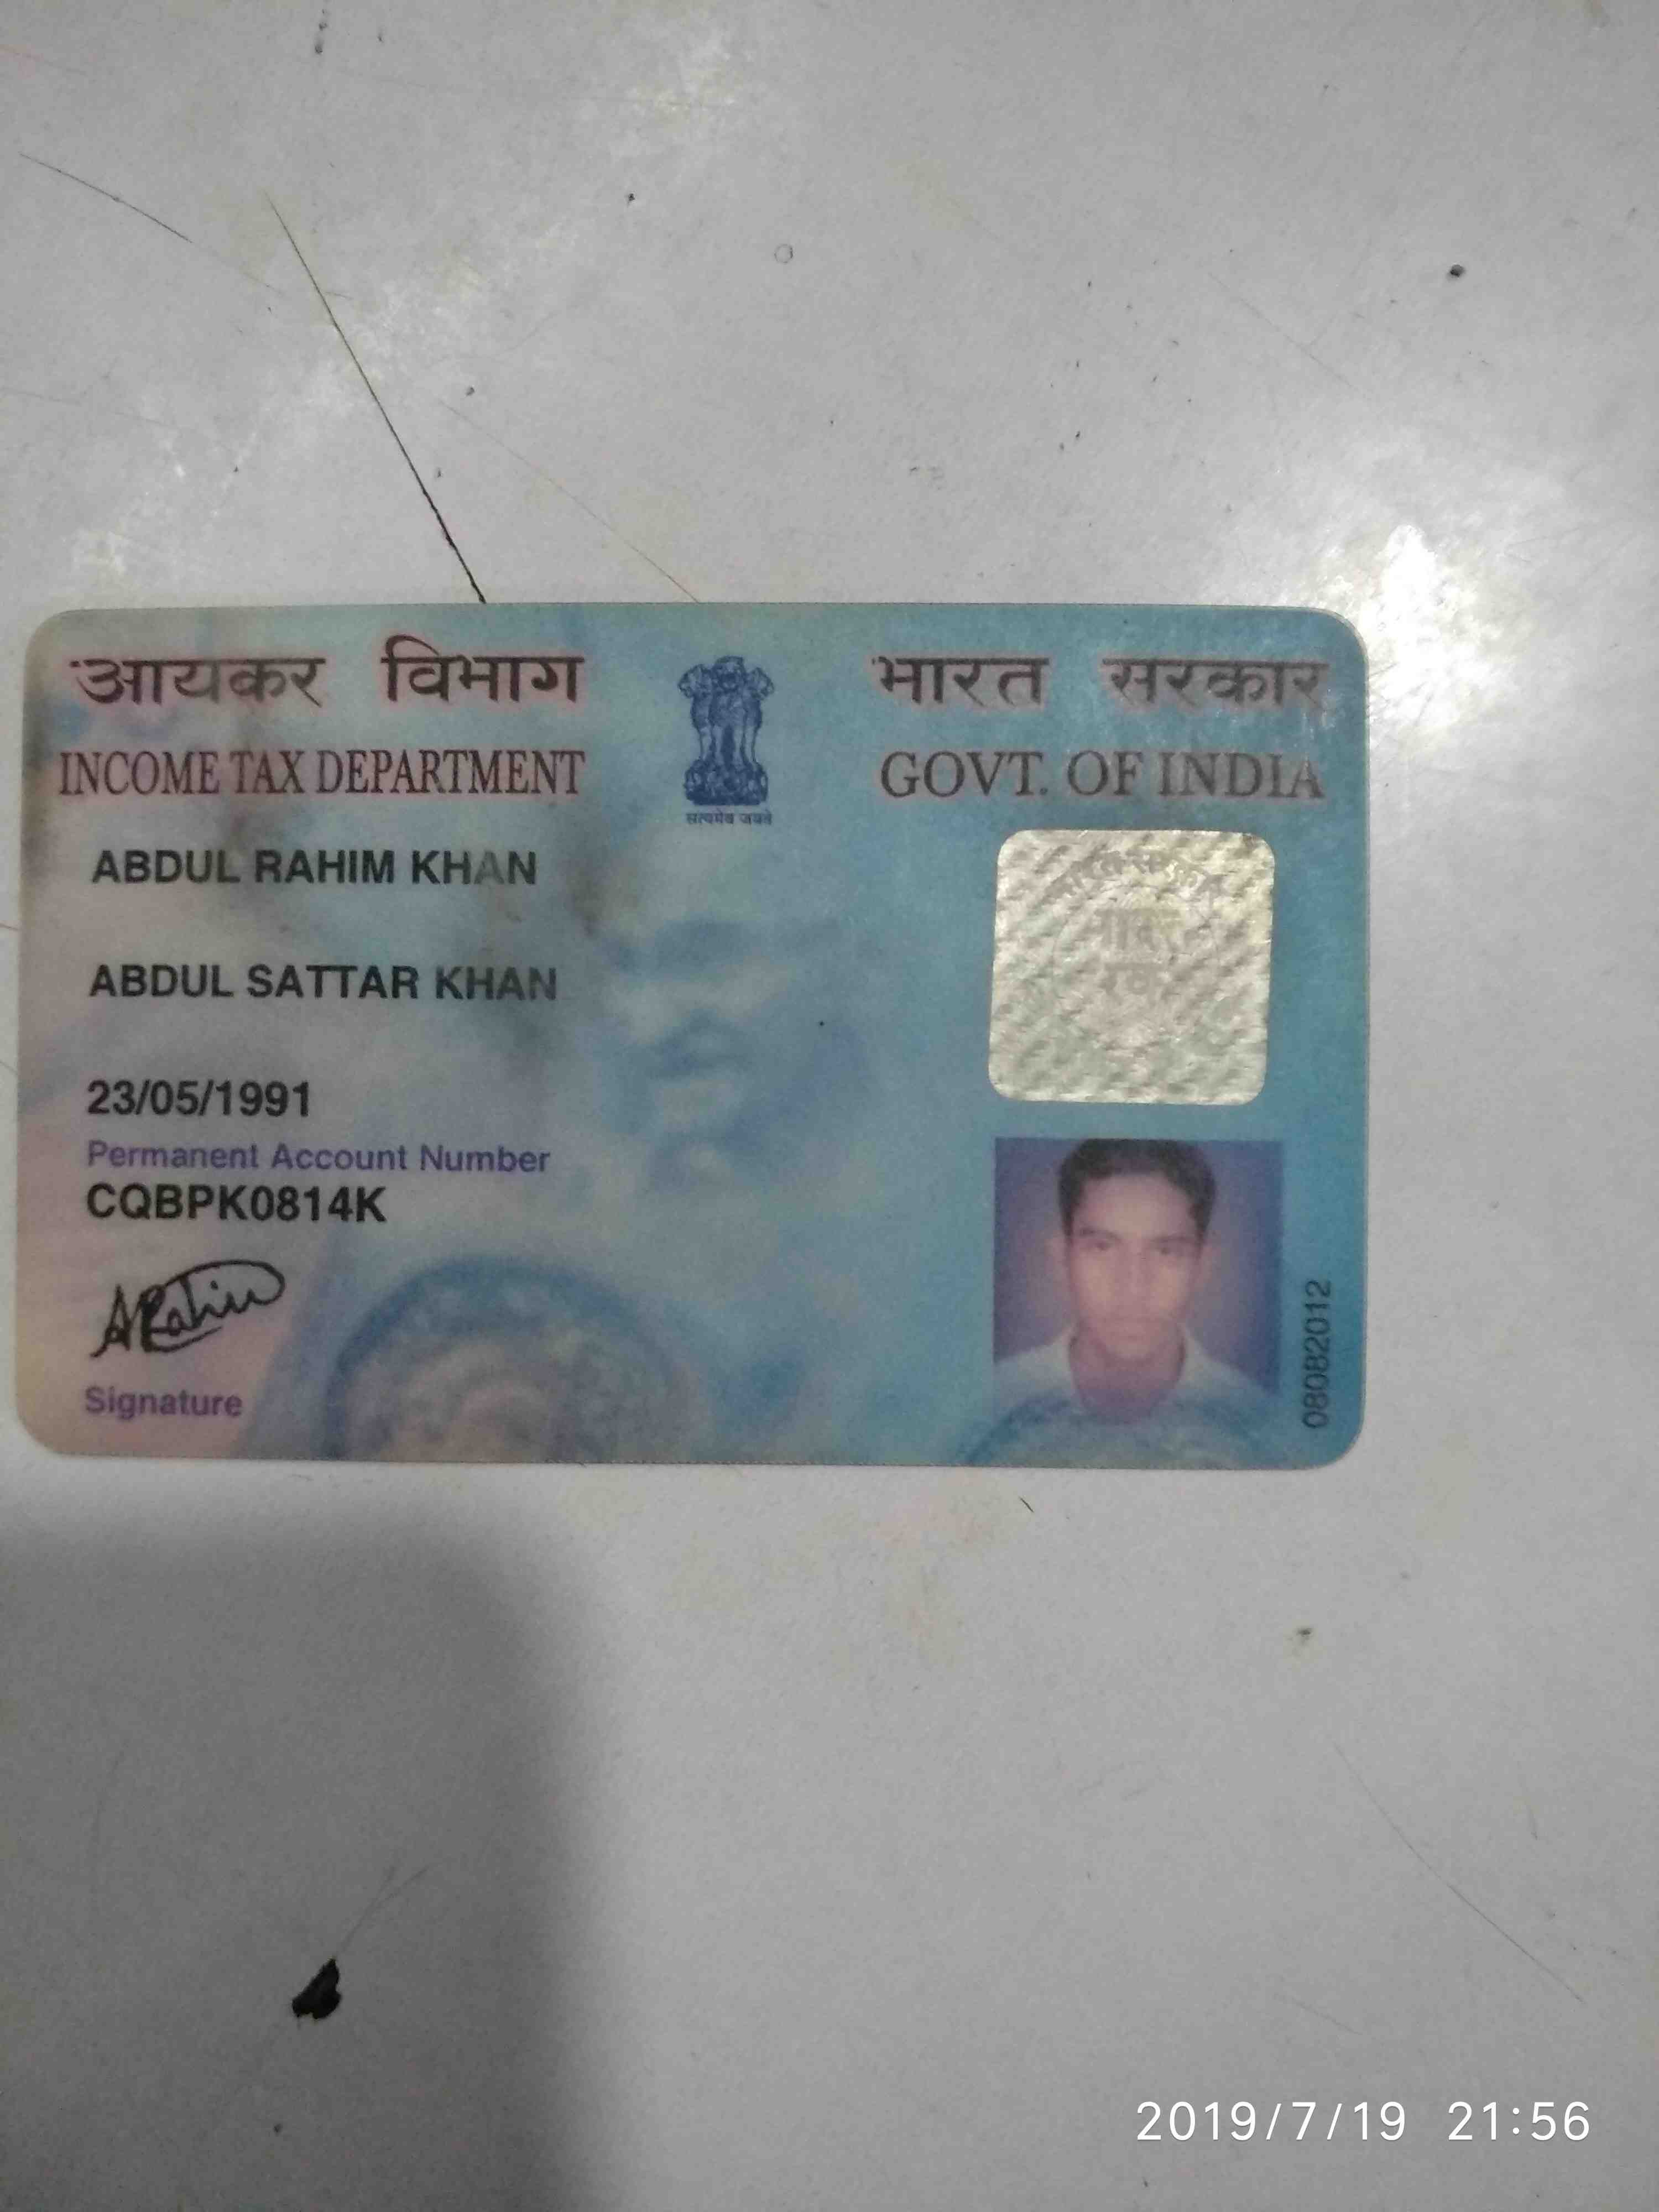 आयकर विभाग
INCOME TAX DEPARTMENT
सत्यमेव जयते
भारत सरकार
GOVT. OF INDIA
ABDUL RAHIM KHAN
ABDUL SATTAR KHAN
23/05/1991
Permanent Account Number
CQBPK0814K
ARahim
Signature
08082012
2019/7/19 21:56